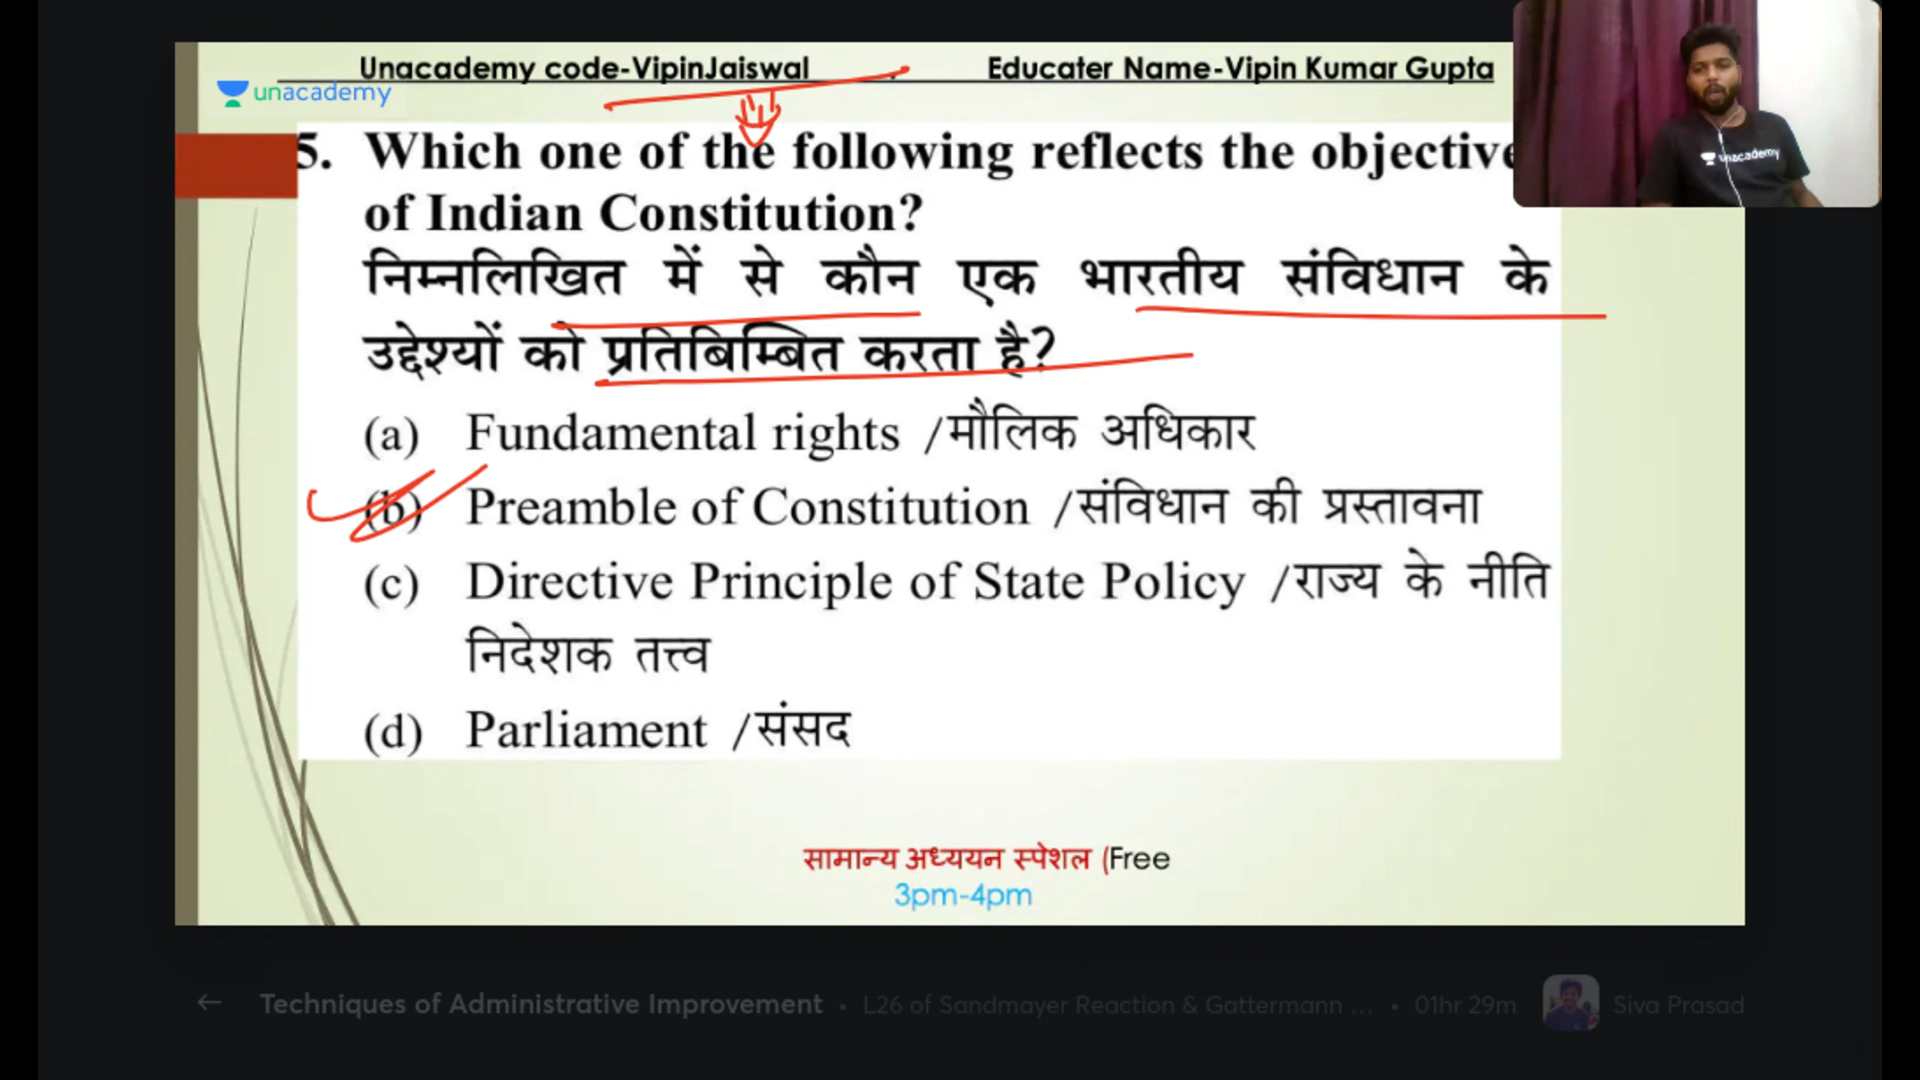 Unacademy code-VipinJaiswal Educater Name-Vipin Kumar Gupta
unacademy
unacademy
5. Which one of the following reflects the objective
of Indian Constitution?
निम्नलिखित में से कौन एक भारतीय संविधान के
उद्देश्यों को प्रतिबिम्बित करता है?
(a) Fundamental rights /मौलिक अधिकार
(b) Preamble of Constitution /संविधान की प्रस्तावना
(c) Directive Principle of State Policy /राज्य के नीति
निदेशक तत्त्व
(d) Parliament /संसद
सामान्य अध्ययन स्पेशल (Free
3pm-4pm
Techniques of Administrative Improvement • L26 of Sandmayer Reaction & Gattermann ... • 01hr 29m Siva Prasad